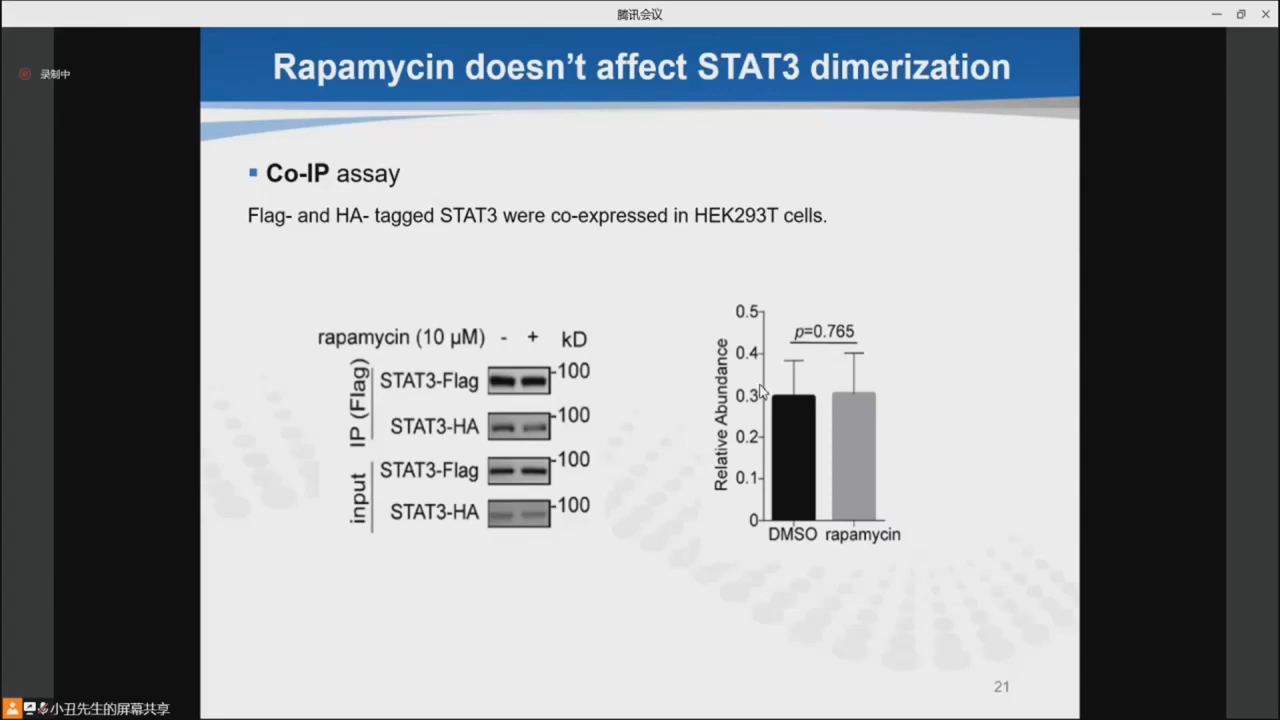 腾讯会议
录制中
Rapamycin doesn't affect STAT3 dimerization
Co-IP assay
Flag- and HA- tagged STAT3 were co-expressed in HEK293T cells.
rapamycin (10 µM) - + kD
IP (Flag)
STAT3-Flag -100
STAT3-HA -100
input
STAT3-Flag -100
STAT3-HA -100
Relative Abundance
0.5
0.4
0.3
0.2
0.1
0
p=0.765
DMSO rapamycin
21
小丑先生的屏幕共享